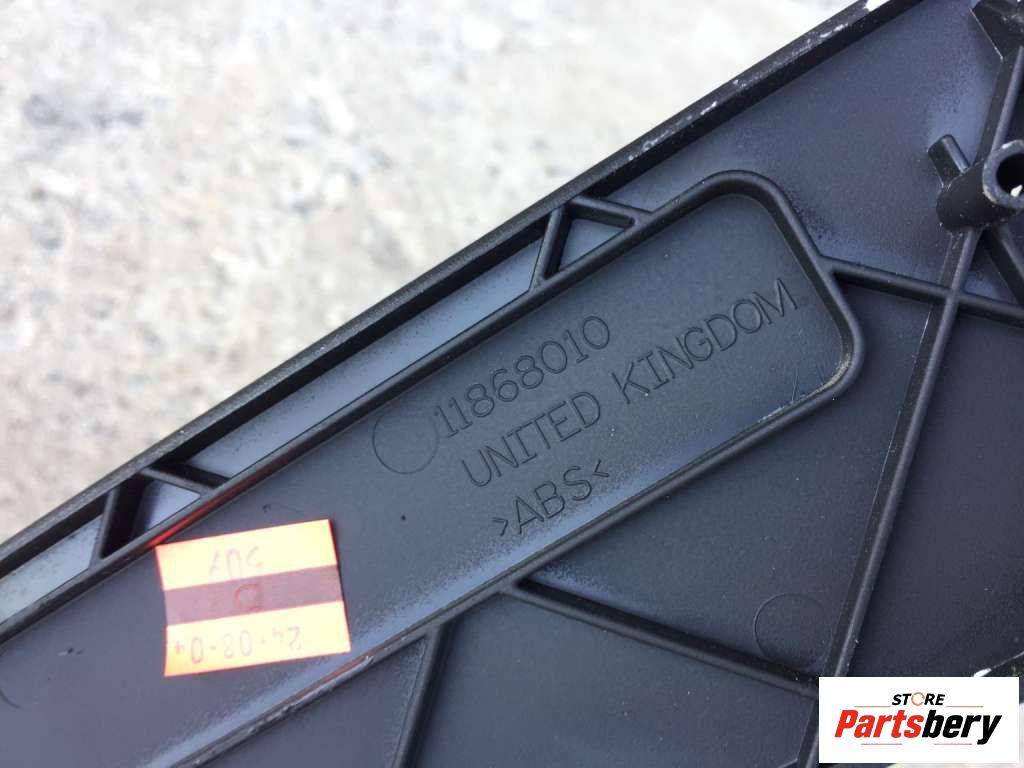 11868010
UNITED KINGDOM
>ABS<
24-08-04
STORE
Partsbery